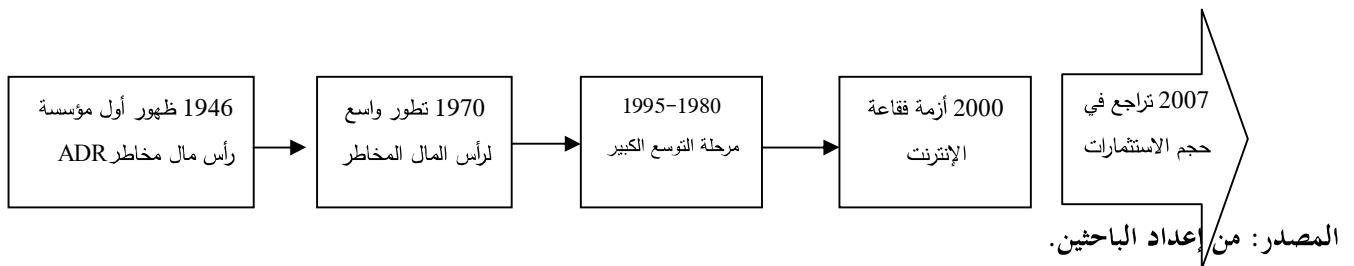 1946 ظهور أول مؤسسة
رأس مال مخاطر ADR
1970 تطور واسع
لرأس المال المخاطر
1980-1995
مرحلة التوسع الكبير
2000 أزمة فقاعة
الإنترنت
2007 تراجع في
حجم الاستثمارات
المصدر: من إعداد الباحثين.